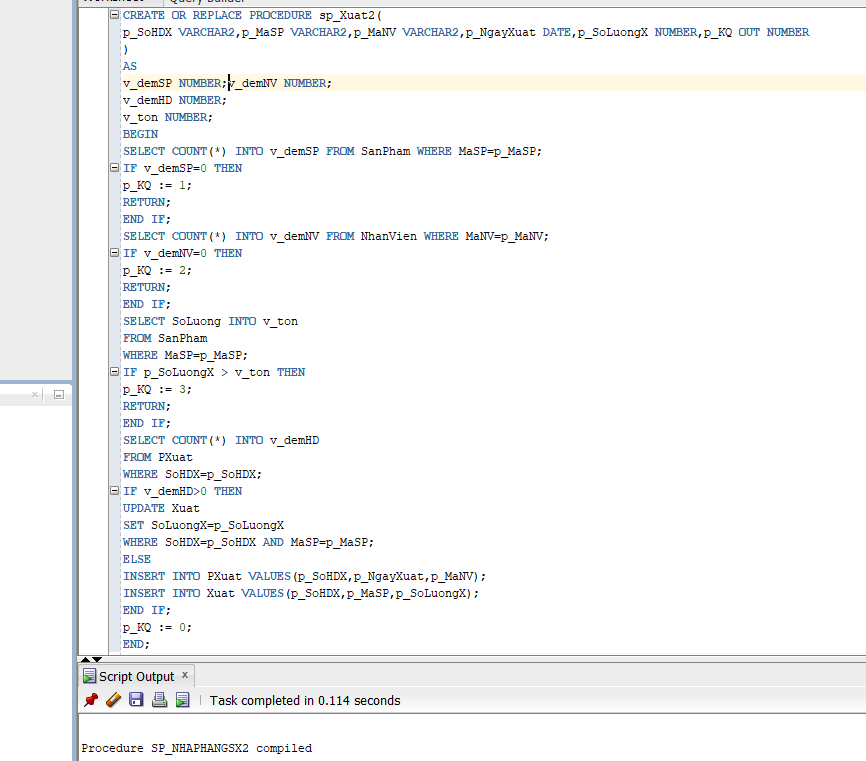 Query Builder
CREATE OR REPLACE PROCEDURE sp_Xuat2(
p_SoHDX VARCHAR2,p_MaSP VARCHAR2,p_MaNV VARCHAR2,p_NgayXuat DATE,p_SoLuongX NUMBER,p_KQ OUT NUMBER
)
AS
v_demSP NUMBER;v_demNV NUMBER;
v_demHD NUMBER;
v_ton NUMBER;
BEGIN
SELECT COUNT(*) INTO v_demSP FROM SanPham WHERE MaSP=p_MaSP;
IF v_demSP=0 THEN
p_KQ := 1;
RETURN;
END IF;
SELECT COUNT(*) INTO v_demNV FROM NhanVien WHERE MaNV=p_MaNV;
IF v_demNV=0 THEN
p_KQ := 2;
RETURN;
END IF;
SELECT SoLuong INTO v_ton
FROM SanPham
WHERE MaSP=p_MaSP;
IF p_SoLuongX > v_ton THEN
p_KQ := 3;
RETURN;
END IF;
SELECT COUNT(*) INTO v_demHD
FROM PXuat
WHERE SoHDX=p_SoHDX;
IF v_demHD>0 THEN
UPDATE Xuat
SET SoLuongX=p_SoLuongX
WHERE SoHDX=p_SoHDX AND MaSP=p_MaSP;
ELSE
INSERT INTO PXuat VALUES(p_SoHDX,p_NgayXuat,p_MaNV);
INSERT INTO Xuat VALUES(p_SoHDX,p_MaSP,p_SoLuongX);
END IF;
p_KQ := 0;
END;
Script Output x
Task completed in 0.114 seconds
Procedure SP_NHAPHANGSX2 compiled